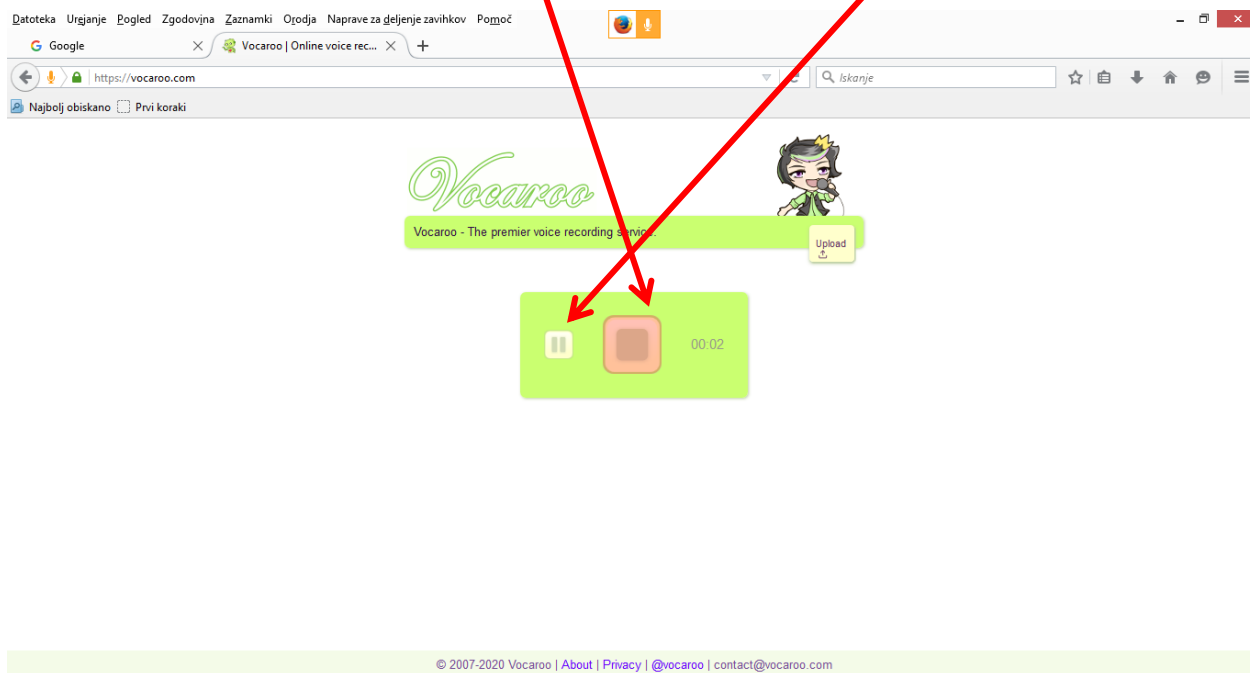 Datoteka Urejanje Pogled Zgodovina Zaznamki Orodja Naprave za deljenje zavihkov Pomoč
Google
Vocaroo | Online voice rec...
https://vocaroo.com
Iskanje
Najbolj obiskano Prvi koraki
Vocaroo
Vocaroo - The premier voice recording service.
Upload
00:02
© 2007-2020 Vocaroo | About | Privacy | @vocaroo | contact@vocaroo.com